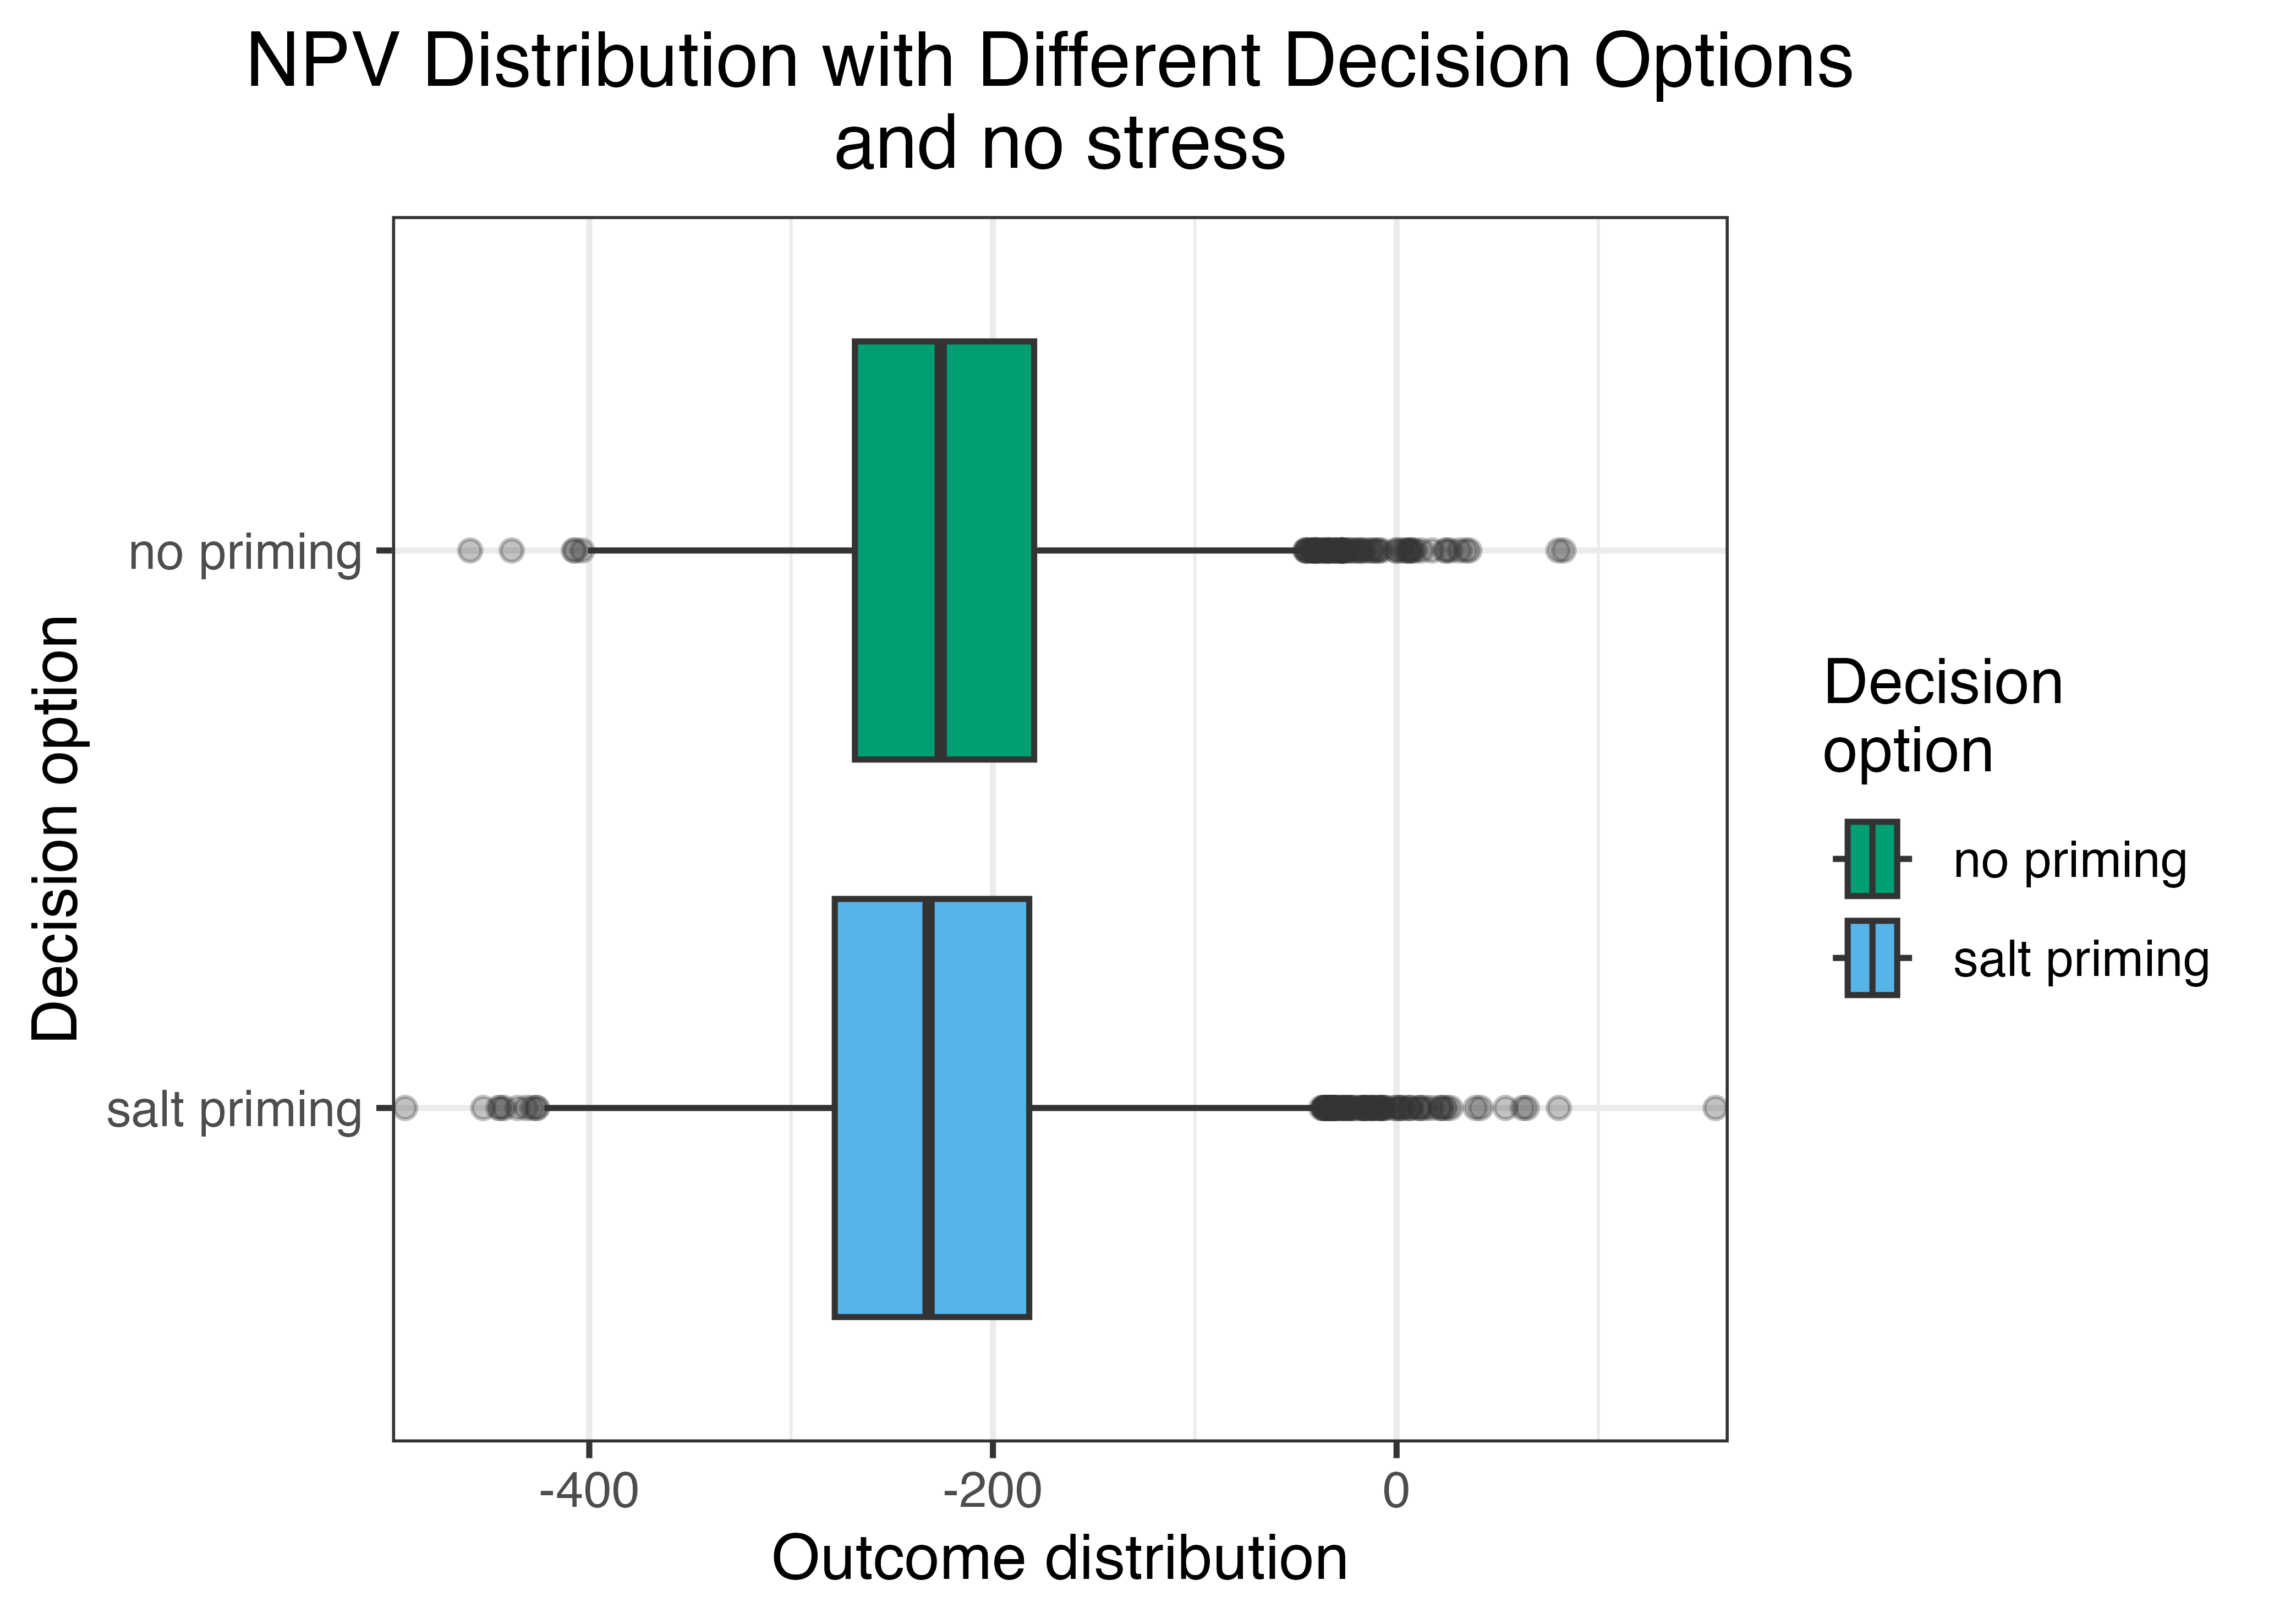 NPV Distribution with Different Decision Options
and no stress
Decision option
no priming
salt priming
-400
-200
0
Outcome distribution
Decision
option
no priming
salt priming